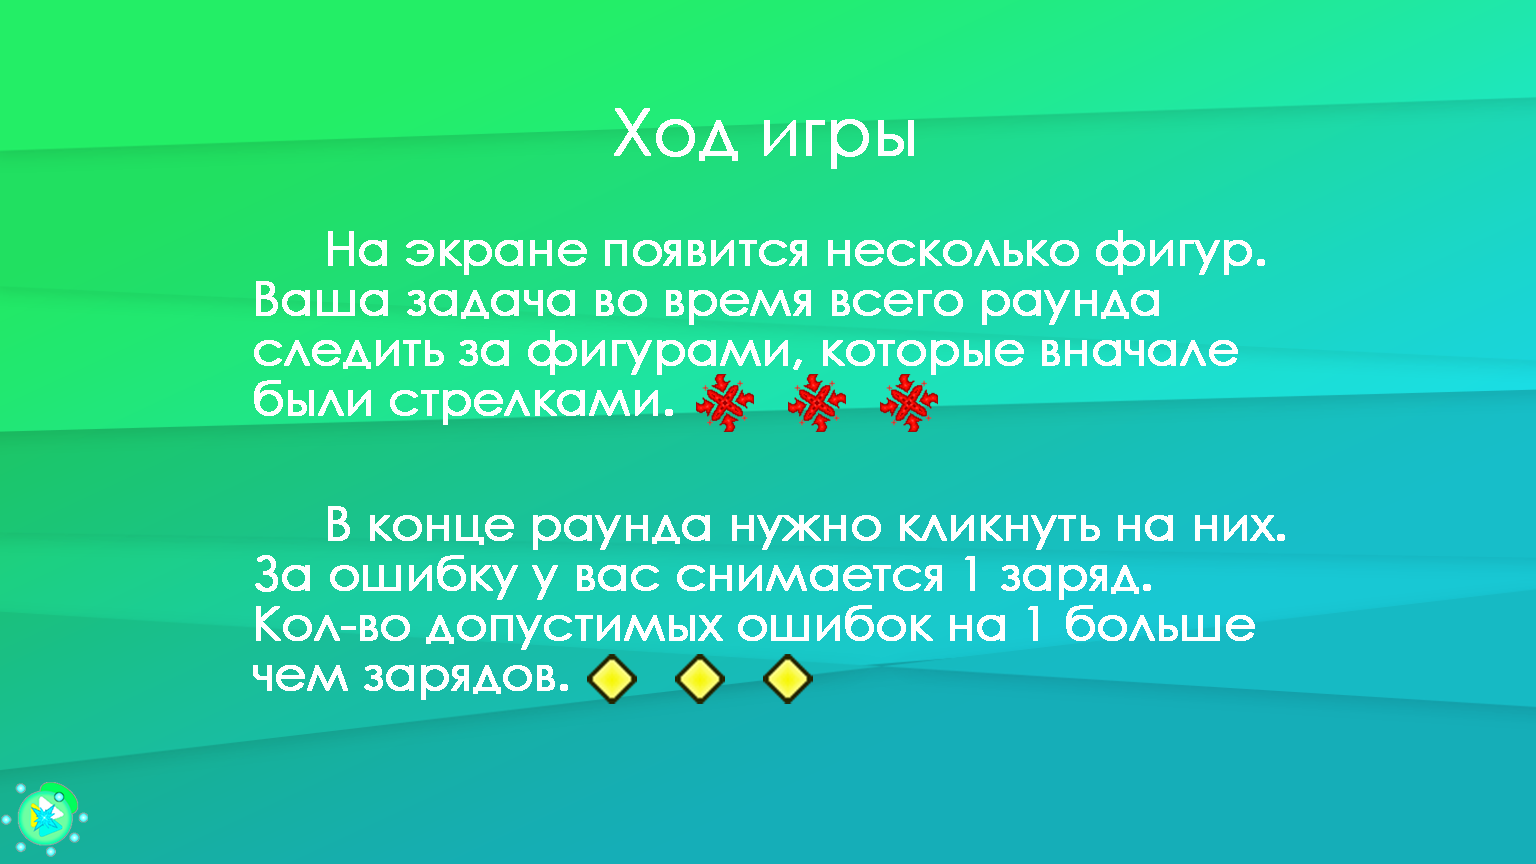 Ход игры
На экране появится несколько фигур.
Ваша задача во время всего раунда
следить за фигурами, которые вначале
были стрелками.
В конце раунда нужно кликнуть на них.
За ошибку у вас снимается 1 заряд.
Кол-во допустимых ошибок на 1 больше
чем зарядов.